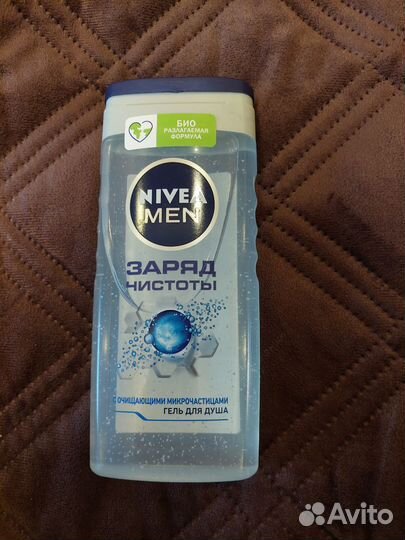 БИО
РАЗЛАГАЕМАЯ
ФОРМУЛА
NIVEA
MEN
ЗАРЯД
ЧИСТОТЫ
С ОЧИЩАЮЩИМИ МИКРОЧАСТИЦАМИ
ГЕЛЬ ДЛЯ ДУША
Avito